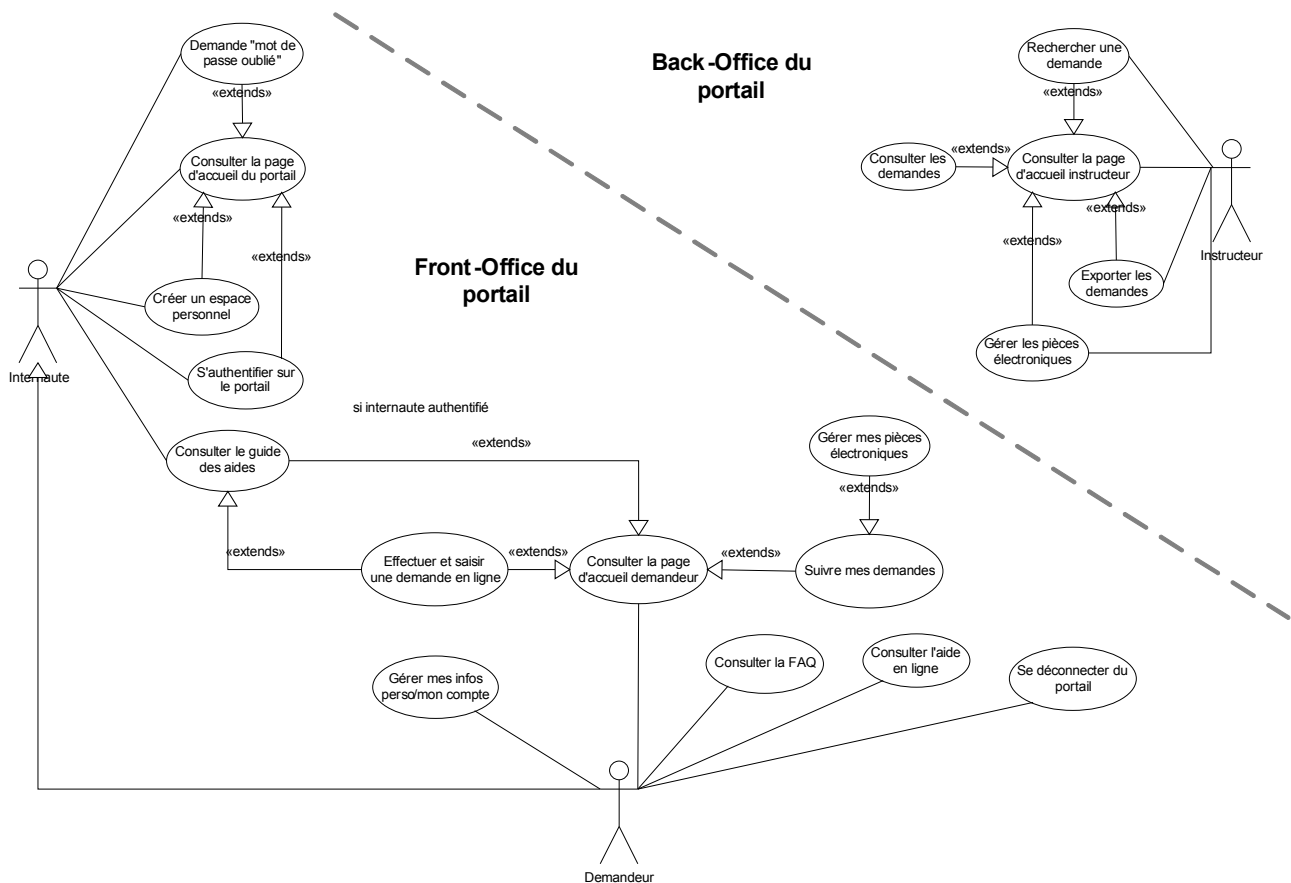 Demande "mot de
passe oublié"
«extends»
Consulter la page
d'accueil du portail
«extends»
«extends»
Créer un espace
personnel
S'authentifier sur
le portail
Internaute
Front-Office du
portail
Back-Office du
portail
Rechercher une
demande
«extends»
Consulter les
demandes
«extends»
Consulter la page
d'accueil instructeur
«extends»
«extends»
Instructeur
Exporter les
demandes
Gérer les pièces
électroniques
si internaute authentifié
Consulter le guide
des aides
«extends»
Gérer mes pièces
électroniques
«extends»
«extends»
Effectuer et saisir
une demande en ligne
«extends»
Consulter la page
d'accueil demandeur
«extends»
Suivre mes demandes
Gérer mes infos
perso/mon compte
Consulter la FAQ
Consulter l'aide
en ligne
Se déconnecter du
portail
Demandeur